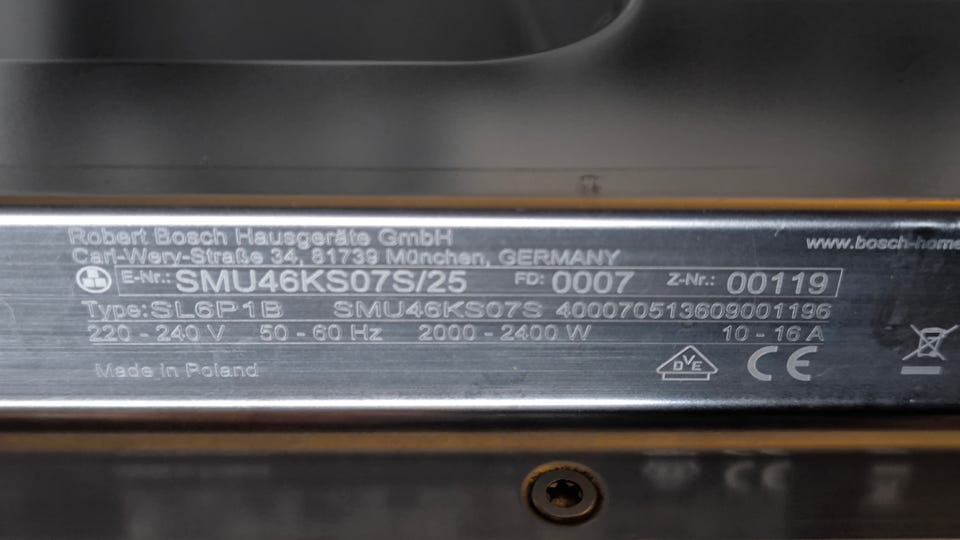 Robert Bosch Hausgeräte GmbH
www.bosch-home
Carl-Wery-Straße 34, 81739 München, GERMANY
E-Nr.: SMU46KS07S/25 FD: 0007 Z-Nr.: 00119
Type: SL6P1B SMU46KS07S 400070513609001196
220 - 240 V 50 - 60 Hz 2000 - 2400 W 10 - 16 A
Made in Poland
DVE CE